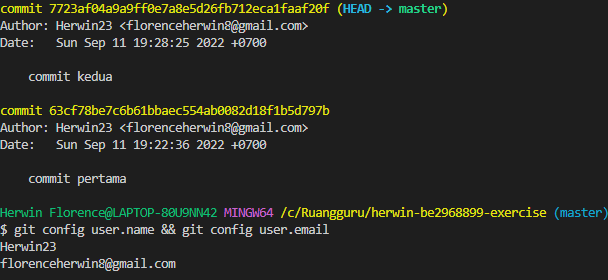 commit 7723af04a9a9ff0e7a8e5d26fb712eca1faaf20f (HEAD -> master)
Author: Herwin23 <florenceherwin8@gmail.com>
Date:   Sun Sep 11 19:28:25 2022 +0700
commit kedua
commit 63cf78be7c6b61bbaec554ab0082d18f1b5d797b
Author: Herwin23 <florenceherwin8@gmail.com>
Date:   Sun Sep 11 19:22:36 2022 +0700
commit pertama
Herwin Florence@LAPTOP-80U9NN42 MINGW64 /c/Ruangguru/herwin-be2968899-exercise (master)
$ git config user.name && git config user.email
Herwin23
florenceherwin8@gmail.com